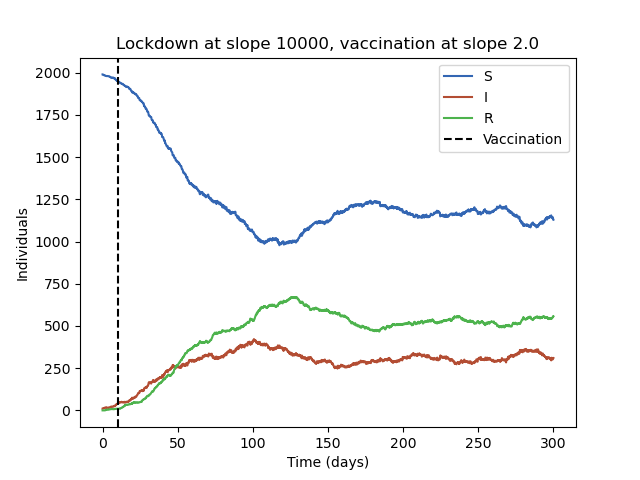 Lockdown at slope 10000, vaccination at slope 2.0
2000
1750
1500
1250
1000
750
500
250
0
Individuals
S
I
R
Vaccination
0 50 100 150 200 250 300
Time (days)